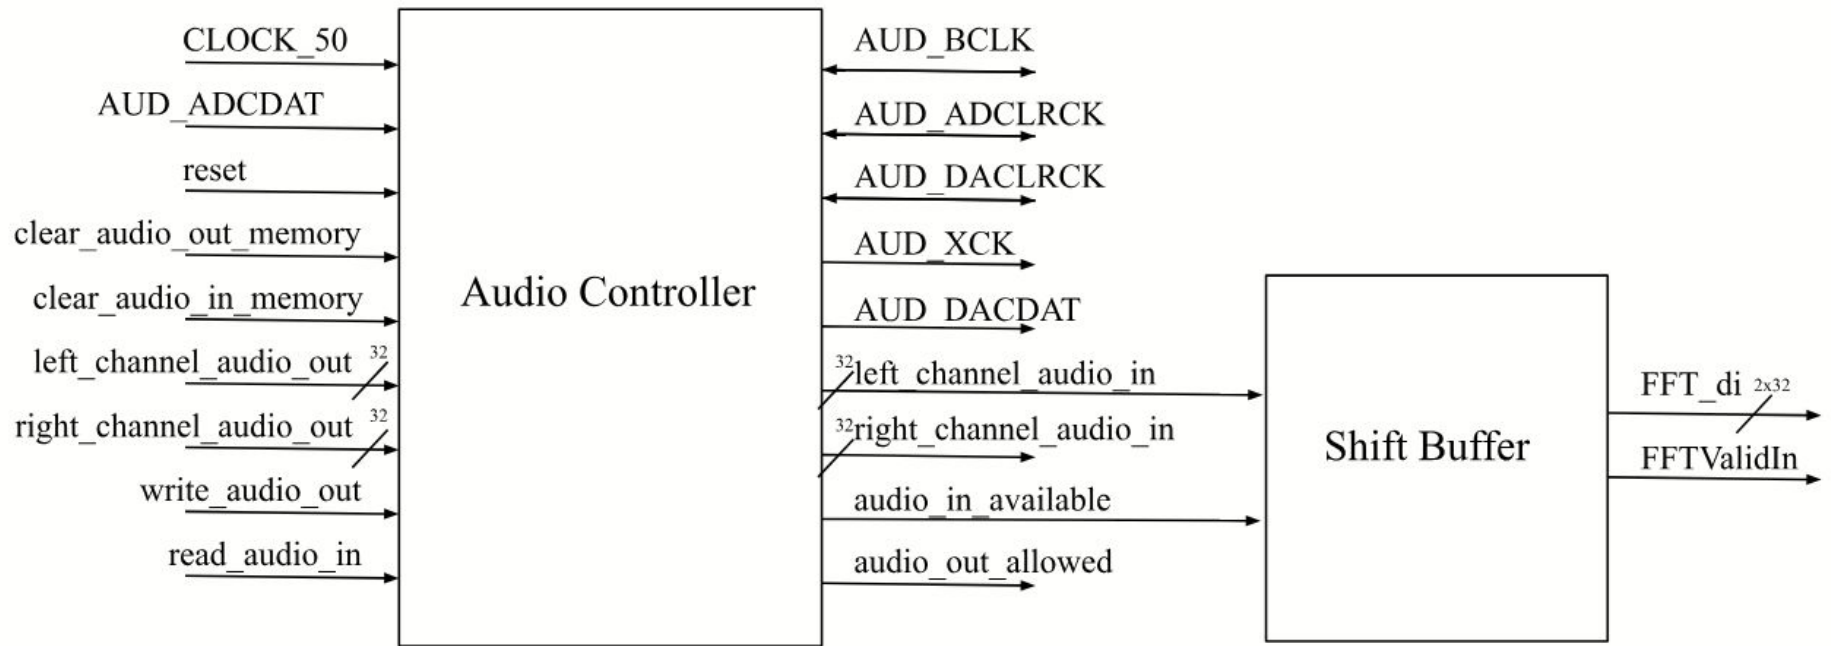 CLOCK_50
AUD_ADCDAT
reset
clear_audio_out_memory
clear_audio_in_memory
left_channel_audio_out 32
right_channel_audio_out 32
write_audio_out
read_audio_in
Audio Controller
AUD_BCLK
AUD_ADCLRCK
AUD_DACLRCK
AUD_XCK
AUD_DACDAT
32 left_channel_audio_in
32 right_channel_audio_in
audio_in_available
audio_out_allowed
Shift Buffer
FFT_di 2x32
FFTValidIn